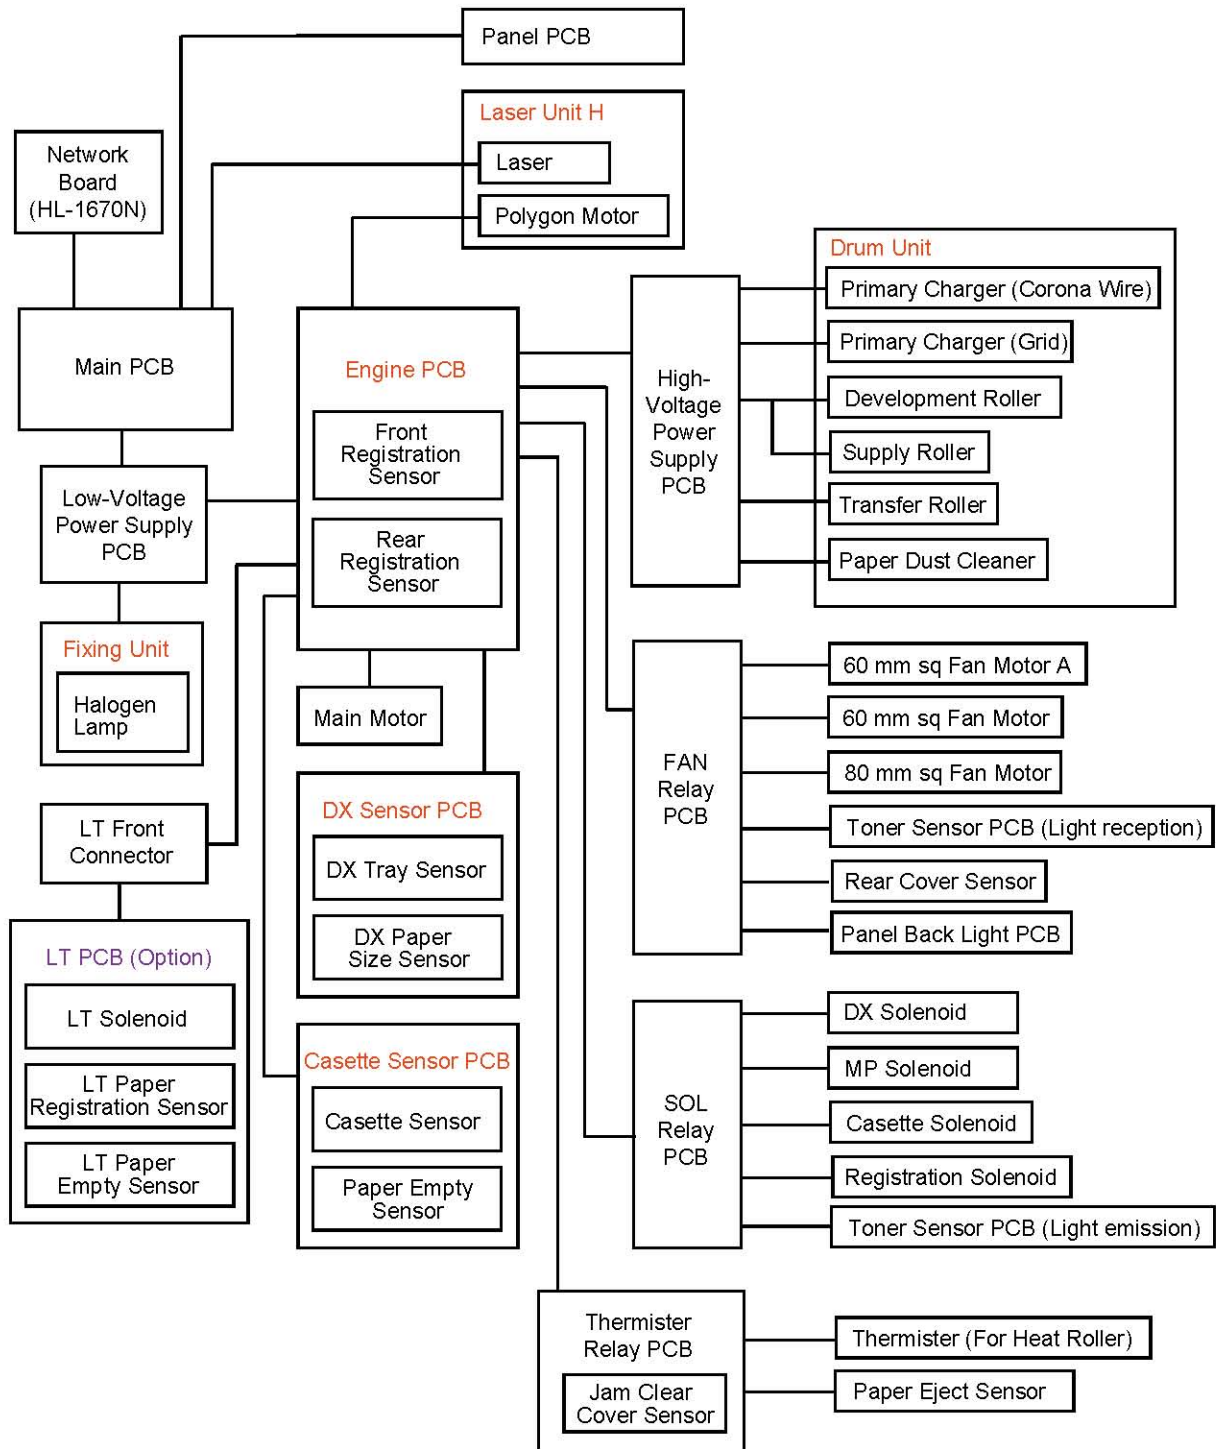 Panel PCB
Laser Unit H
Laser
Polygon Motor
Network
Board
(HL-1670N)
Main PCB
Low-Voltage
Power Supply
PCB
Fixing Unit
Halogen
Lamp
LT Front
Connector
LT PCB (Option)
LT Solenoid
LT Paper
Registration Sensor
LT Paper
Empty Sensor
Engine PCB
Front
Registration
Sensor
Rear
Registration
Sensor
Main Motor
DX Sensor PCB
DX Tray Sensor
DX Paper
Size Sensor
Casette Sensor PCB
Casette Sensor
Paper Empty
Sensor
High-
Voltage
Power
Supply
PCB
Drum Unit
Primary Charger (Corona Wire)
Primary Charger (Grid)
Development Roller
Supply Roller
Transfer Roller
Paper Dust Cleaner
FAN
Relay
PCB
60 mm sq Fan Motor A
60 mm sq Fan Motor
80 mm sq Fan Motor
Toner Sensor PCB (Light reception)
Rear Cover Sensor
Panel Back Light PCB
SOL
Relay
PCB
DX Solenoid
MP Solenoid
Casette Solenoid
Registration Solenoid
Toner Sensor PCB (Light emission)
Thermister
Relay PCB
Jam Clear
Cover Sensor
Thermister (For Heat Roller)
Paper Eject Sensor